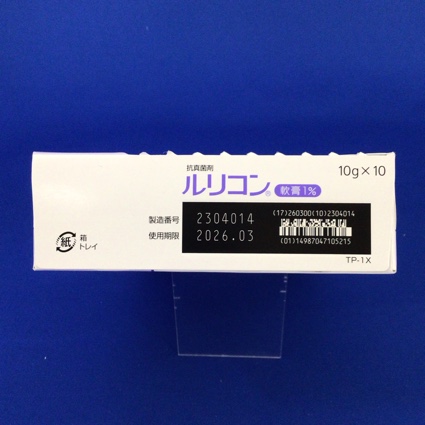 抗真菌剤
ルリコン® 軟膏1%
10g×10
製造番号 2304014
使用期限 2026.03
(17)260300(10)2304014
(01)14987047105215
紙 箱
トレイ
TP-1X